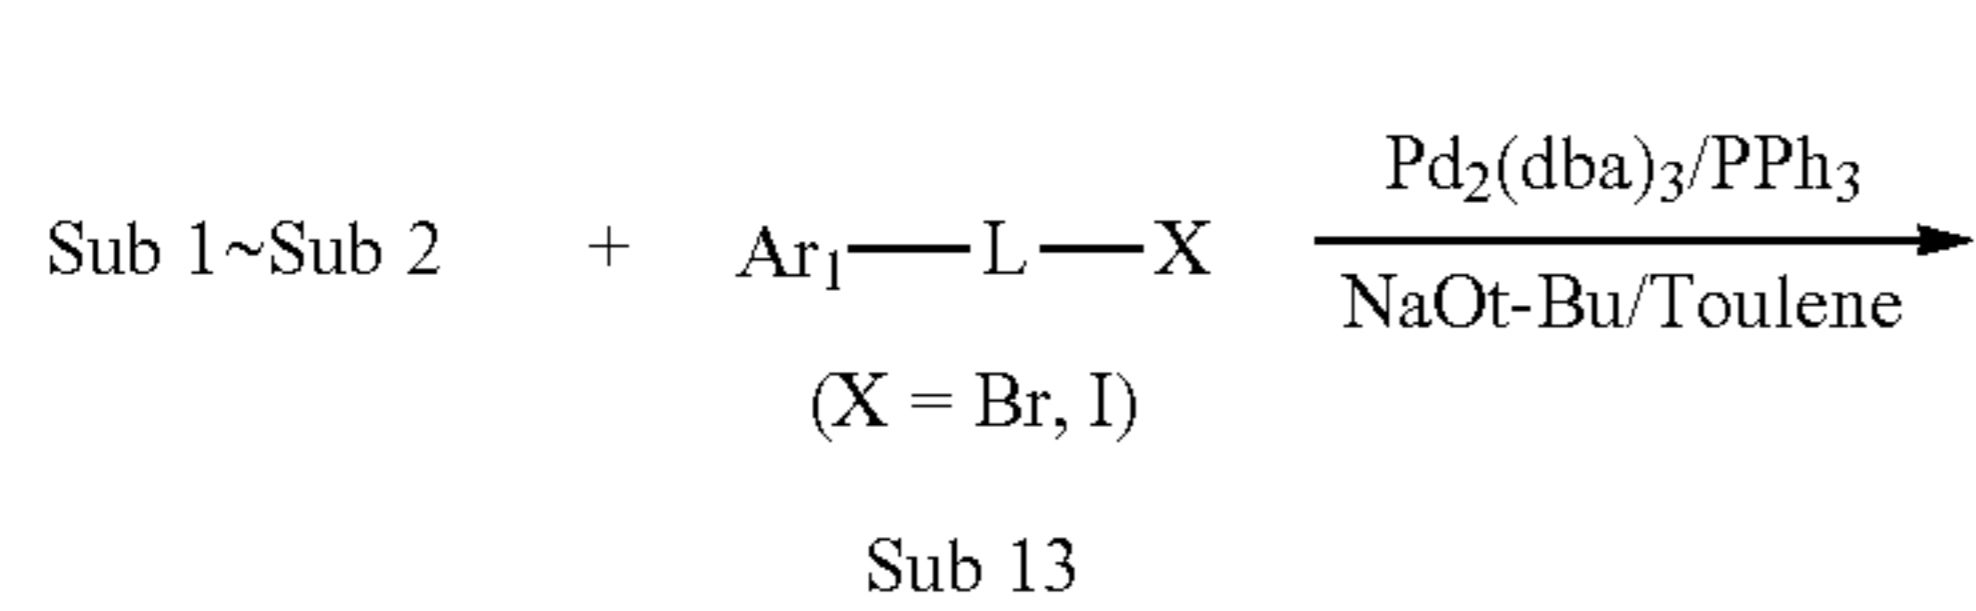 Pd2(dba)3/PPh3
Sub 1~Sub 2 + Ar1—L—X
NaOt-Bu/Toulene
(X = Br, I)
Sub 13